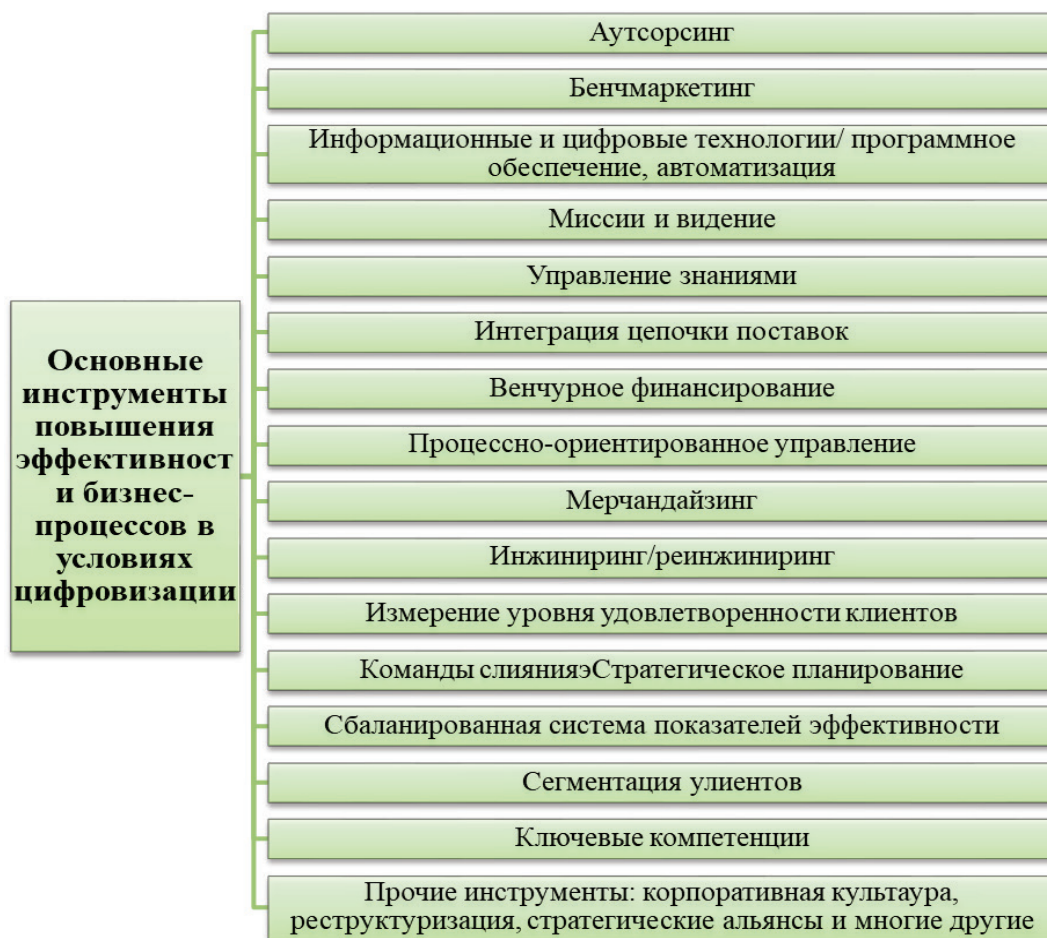 Основные
инструменты
повышения
эффективност
и бизнес-
процессов в
условиях
цифровизации
Аутсорсинг
Бенчмаркетинг
Информационные и цифровые технологии/ программное
обеспечение, автоматизация
Миссии и видение
Управление знаниями
Интеграция цепочки поставок
Венчурное финансирование
Процессно-ориентированное управление
Мерчандайзинг
Инжиниринг/реинжиниринг
Измерение уровня удовлетворенности клиентов
Команды слиянияэСтратегическое планирование
Сбаланированная система показателей эффективности
Сегментация улиентов
Ключевые компетенции
Прочие инструменты: корпоративная культаура,
реструктуризация, стратегические альянсы и многие другие